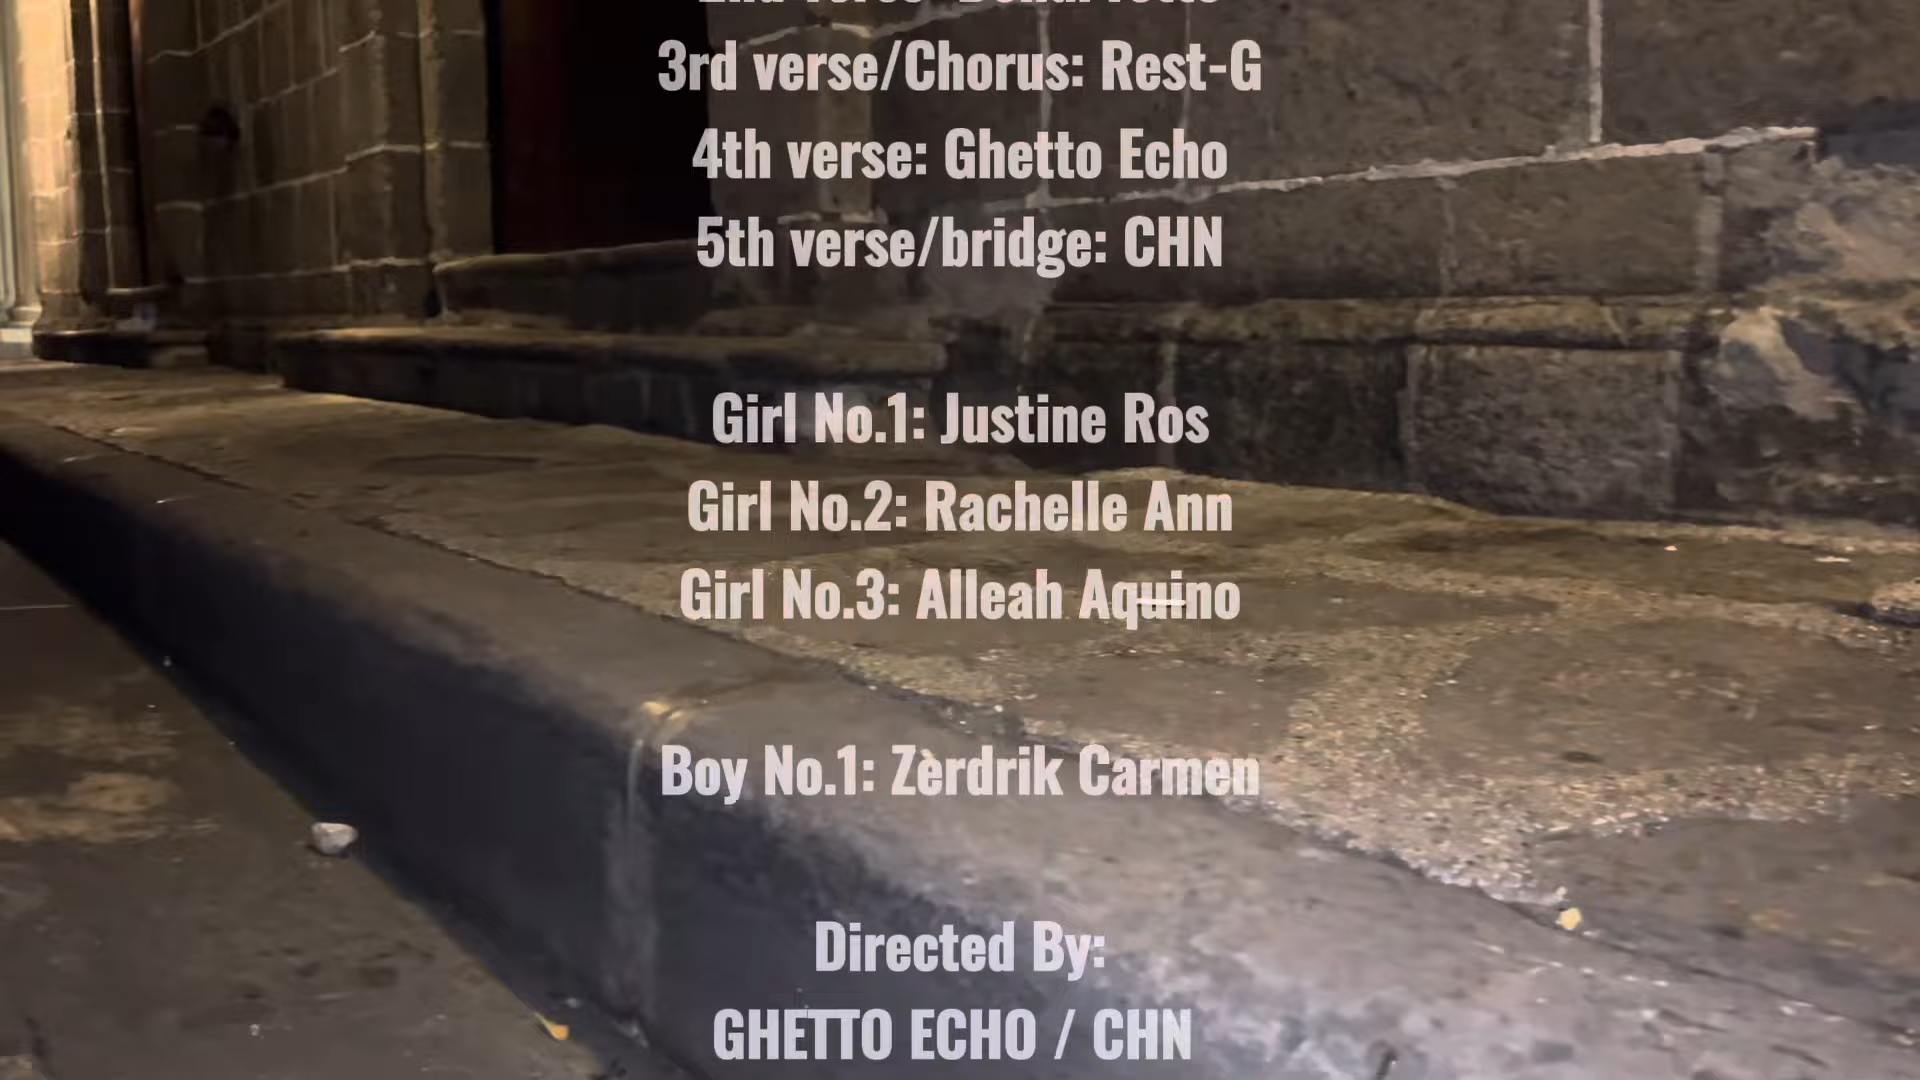 3rd verse/Chorus: Rest-G
4th verse: Ghetto Echo
5th verse/bridge: CHN
Girl No.1: Justine Ros
Girl No.2: Rachelle Ann
Girl No.3: Alleah Aquino
Boy No.1: Zerdrik Carmen
Directed By:
GHETTO ECHO / CHN